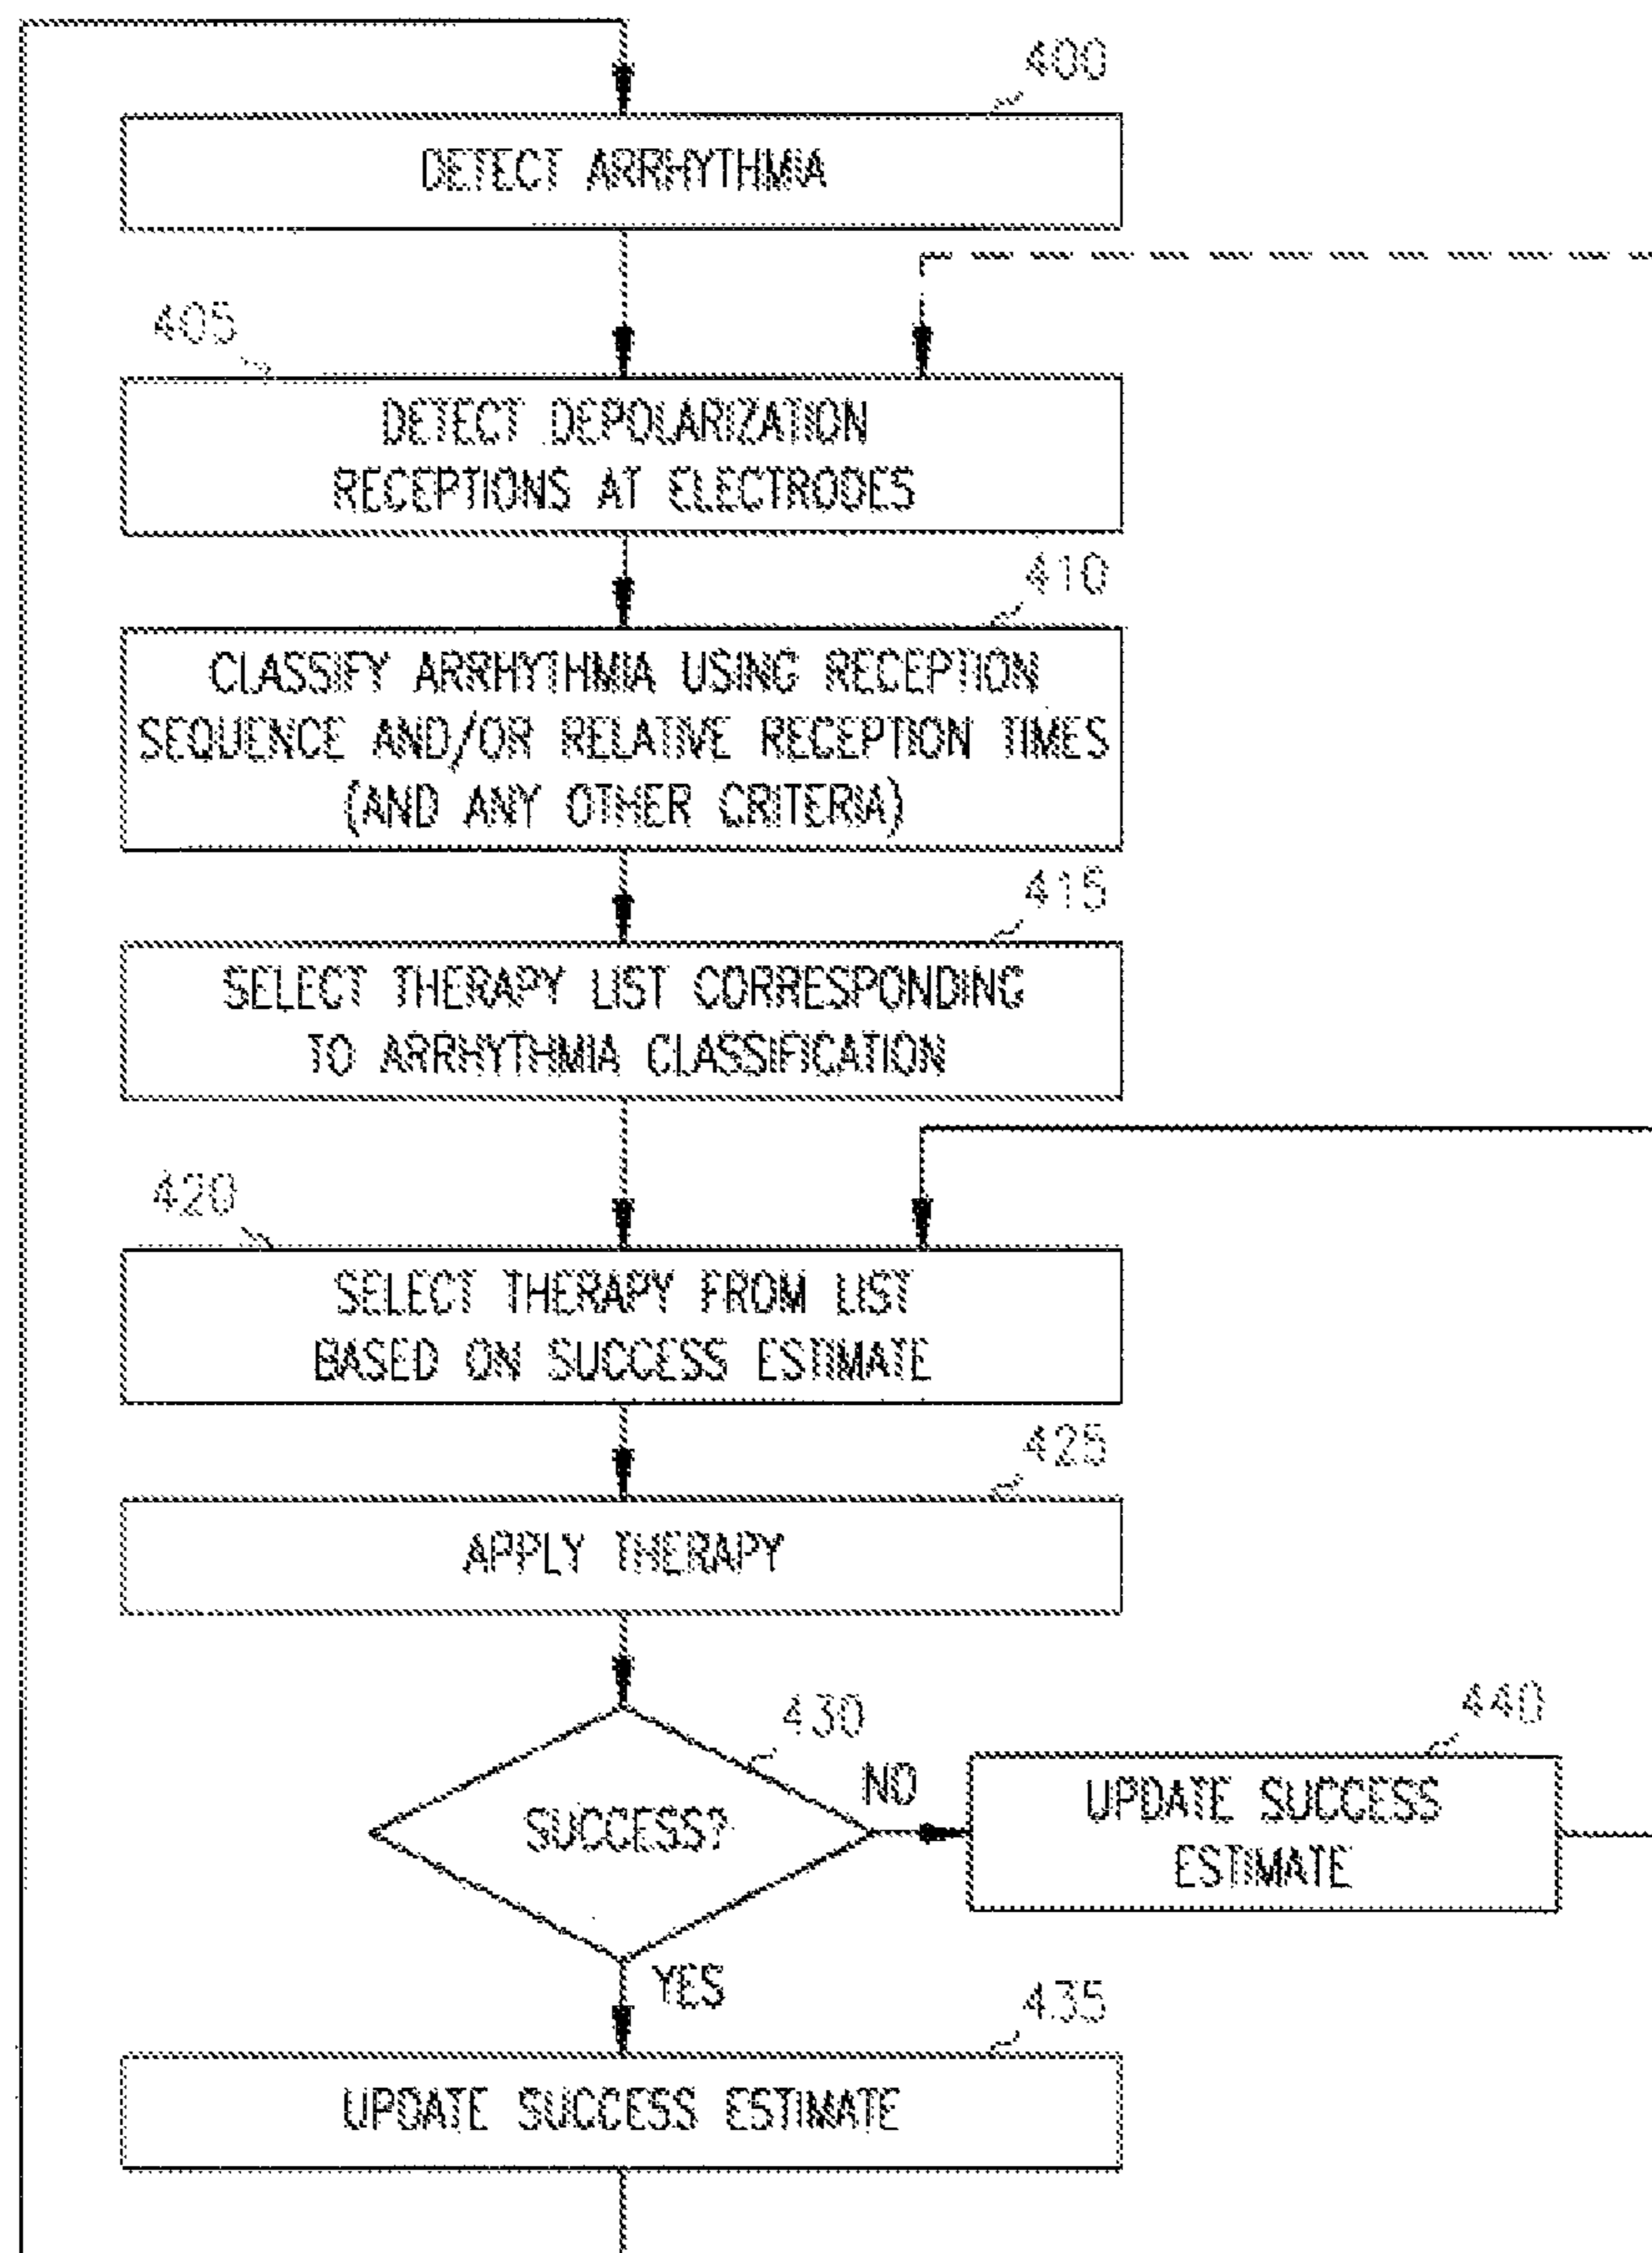 400
DETECT ARRHYTHMIA
405
DETECT DEPOLARIZATION
RECEPTIONS AT ELECTRODES
410
CLASSIFY ARRHYTHMIA USING RECEPTION
SEQUENCE AND/OR RELATIVE RECEPTION TIMES
(AND ANY OTHER CRITERIA)
415
SELECT THERAPY LIST CORRESPONDING
TO ARRHYTHMIA CLASSIFICATION
420
SELECT THERAPY FROM LIST
BASED ON SUCCESS ESTIMATE
425
APPLY THERAPY
430
SUCCESS?
NO
440
UPDATE SUCCESS
ESTIMATE
YES
435
UPDATE SUCCESS ESTIMATE